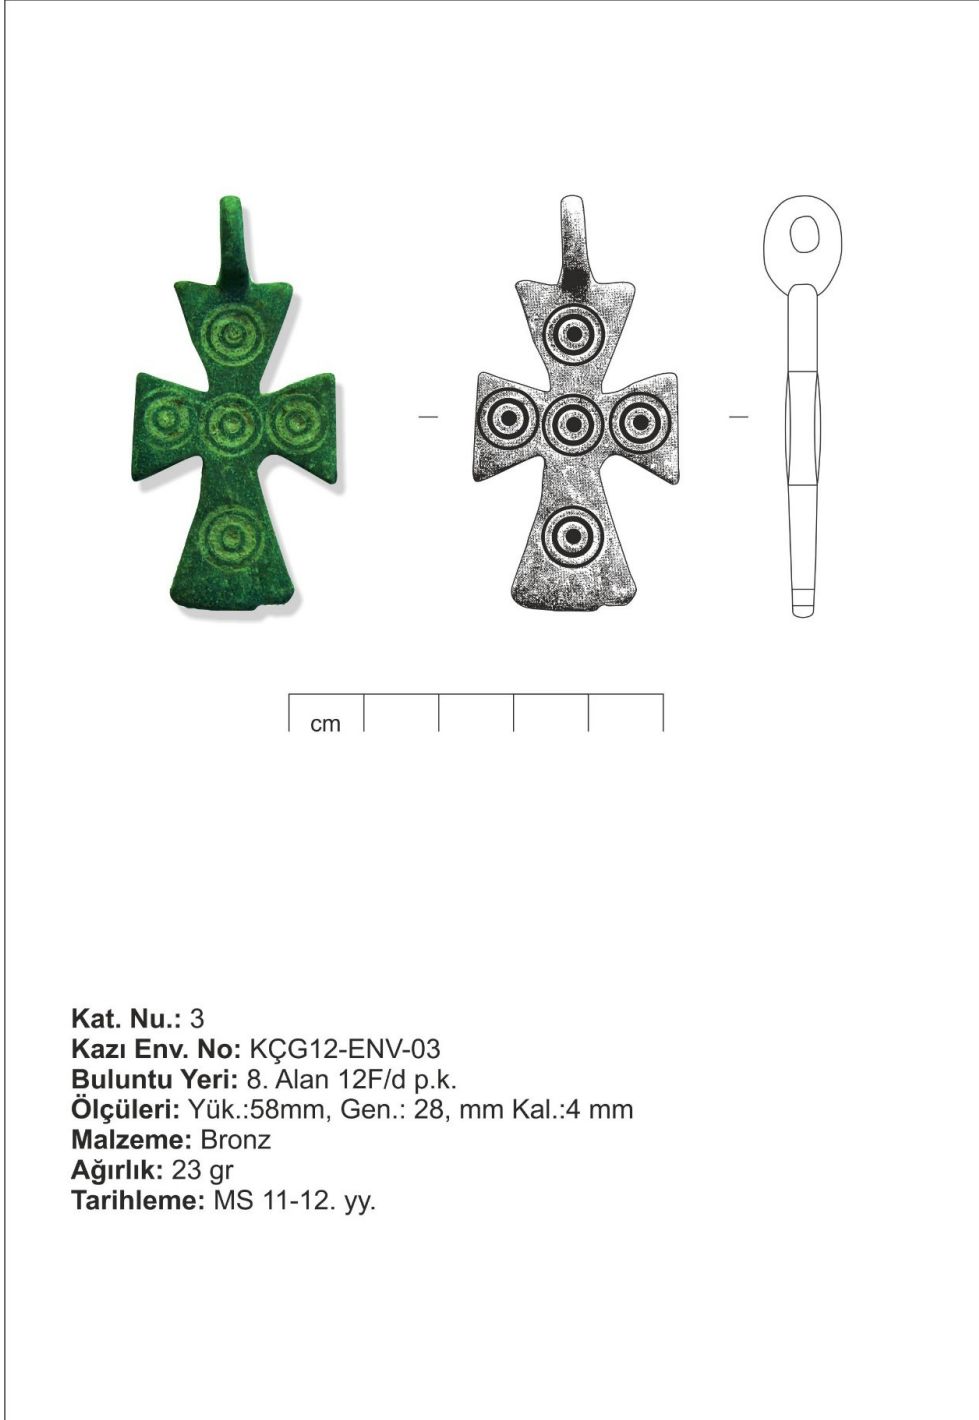 cm
Kat. Nu.: 3
Kazı Env. No: KÇG12-ENV-03
Buluntu Yeri: 8. Alan 12F/d p.k.
Ölçüleri: Yük.:58mm, Gen.: 28, mm Kal.:4 mm
Malzeme: Bronz
Ağırlık: 23 gr
Tarihleme: MS 11-12. yy.